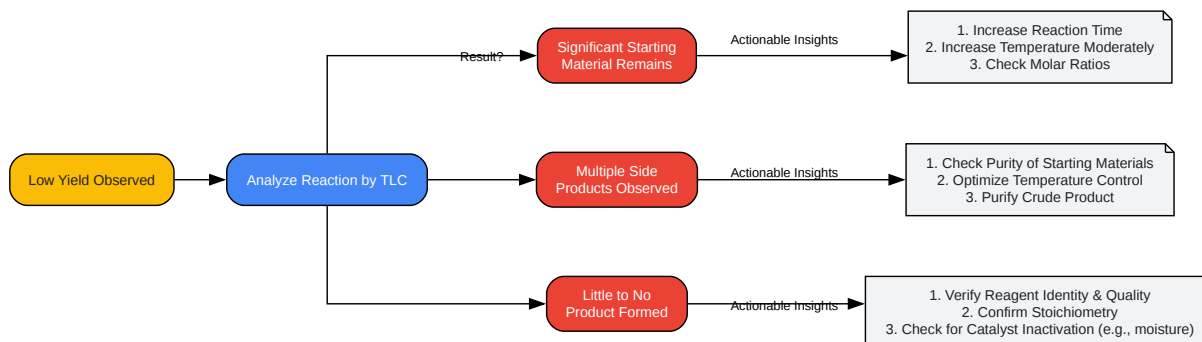 Low Yield Observed
Analyze Reaction by TLC
Result?
Significant Starting
Material Remains
Actionable Insights
1. Increase Reaction Time
2. Increase Temperature Moderately
3. Check Molar Ratios
Multiple Side
Products Observed
Actionable Insights
1. Check Purity of Starting Materials
2. Optimize Temperature Control
3. Purify Crude Product
Little to No
Product Formed
Actionable Insights
1. Verify Reagent Identity & Quality
2. Confirm Stoichiometry
3. Check for Catalyst Inactivation (e.g., moisture)